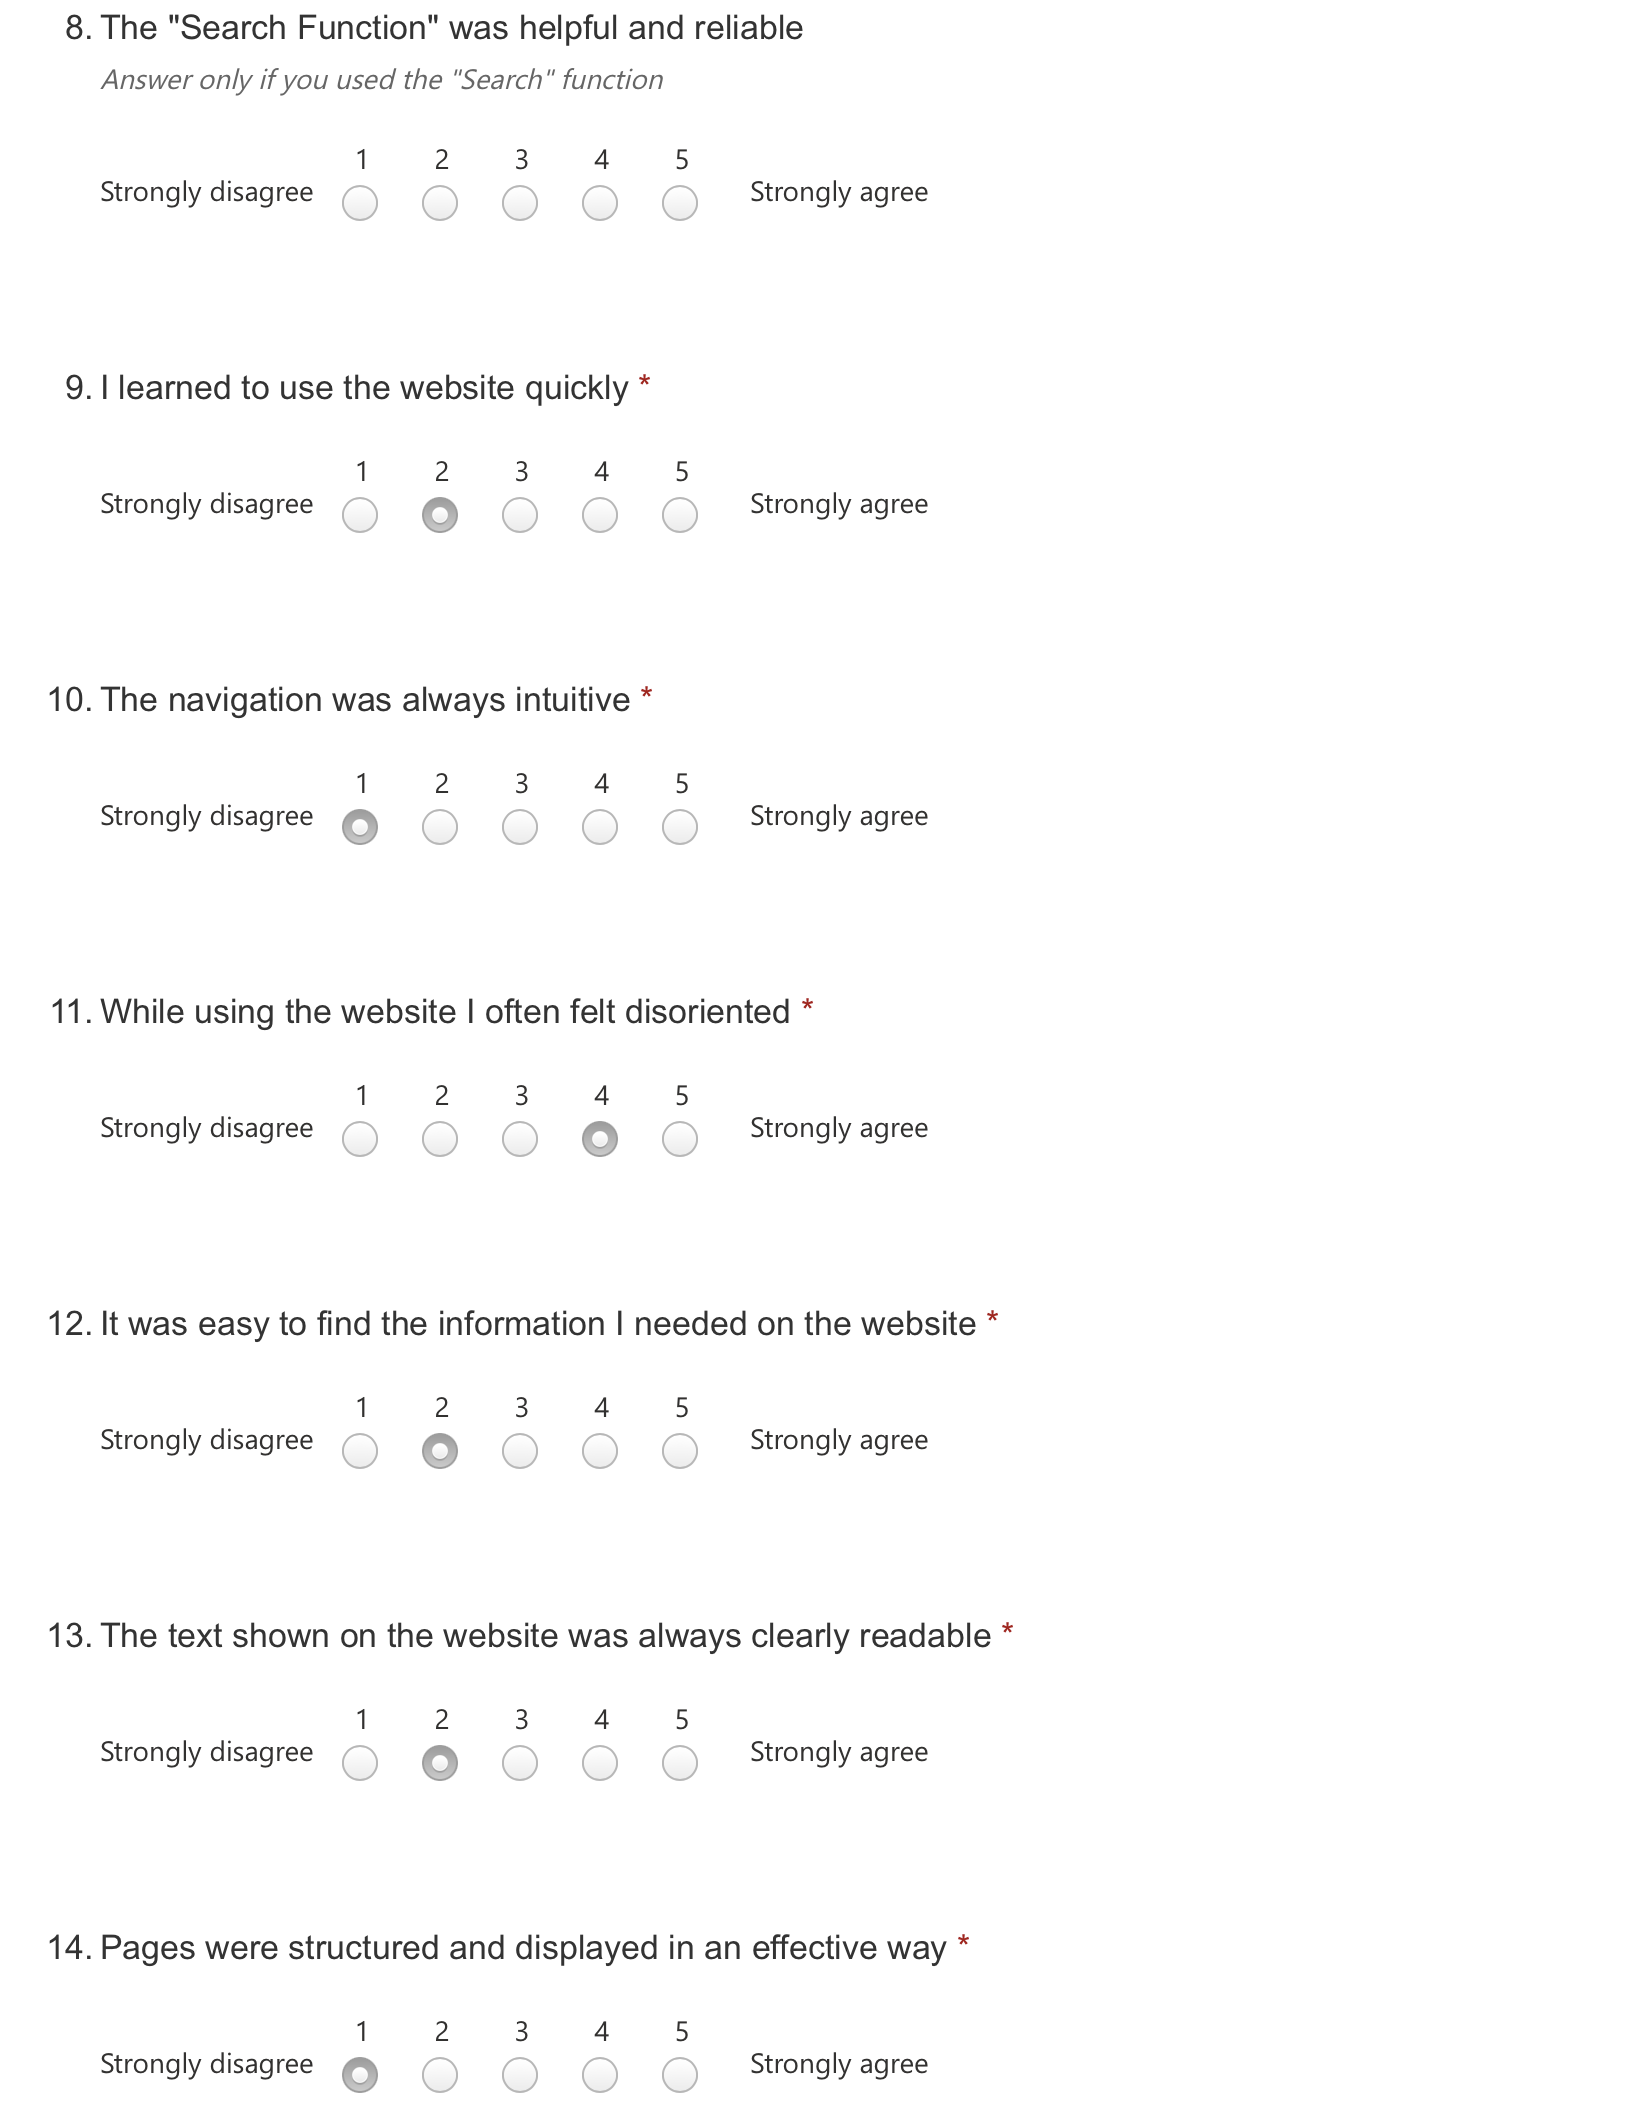 8. The "Search Function" was helpful and reliable
Answer only if you used the "Search" function
1 2 3 4 5
Strongly disagree Strongly agree
9. I learned to use the website quickly *
1 2 3 4 5
Strongly disagree Strongly agree
10. The navigation was always intuitive *
1 2 3 4 5
Strongly disagree Strongly agree
11. While using the website I often felt disoriented *
1 2 3 4 5
Strongly disagree Strongly agree
12. It was easy to find the information I needed on the website *
1 2 3 4 5
Strongly disagree Strongly agree
13. The text shown on the website was always clearly readable *
1 2 3 4 5
Strongly disagree Strongly agree
14. Pages were structured and displayed in an effective way *
1 2 3 4 5
Strongly disagree Strongly agree